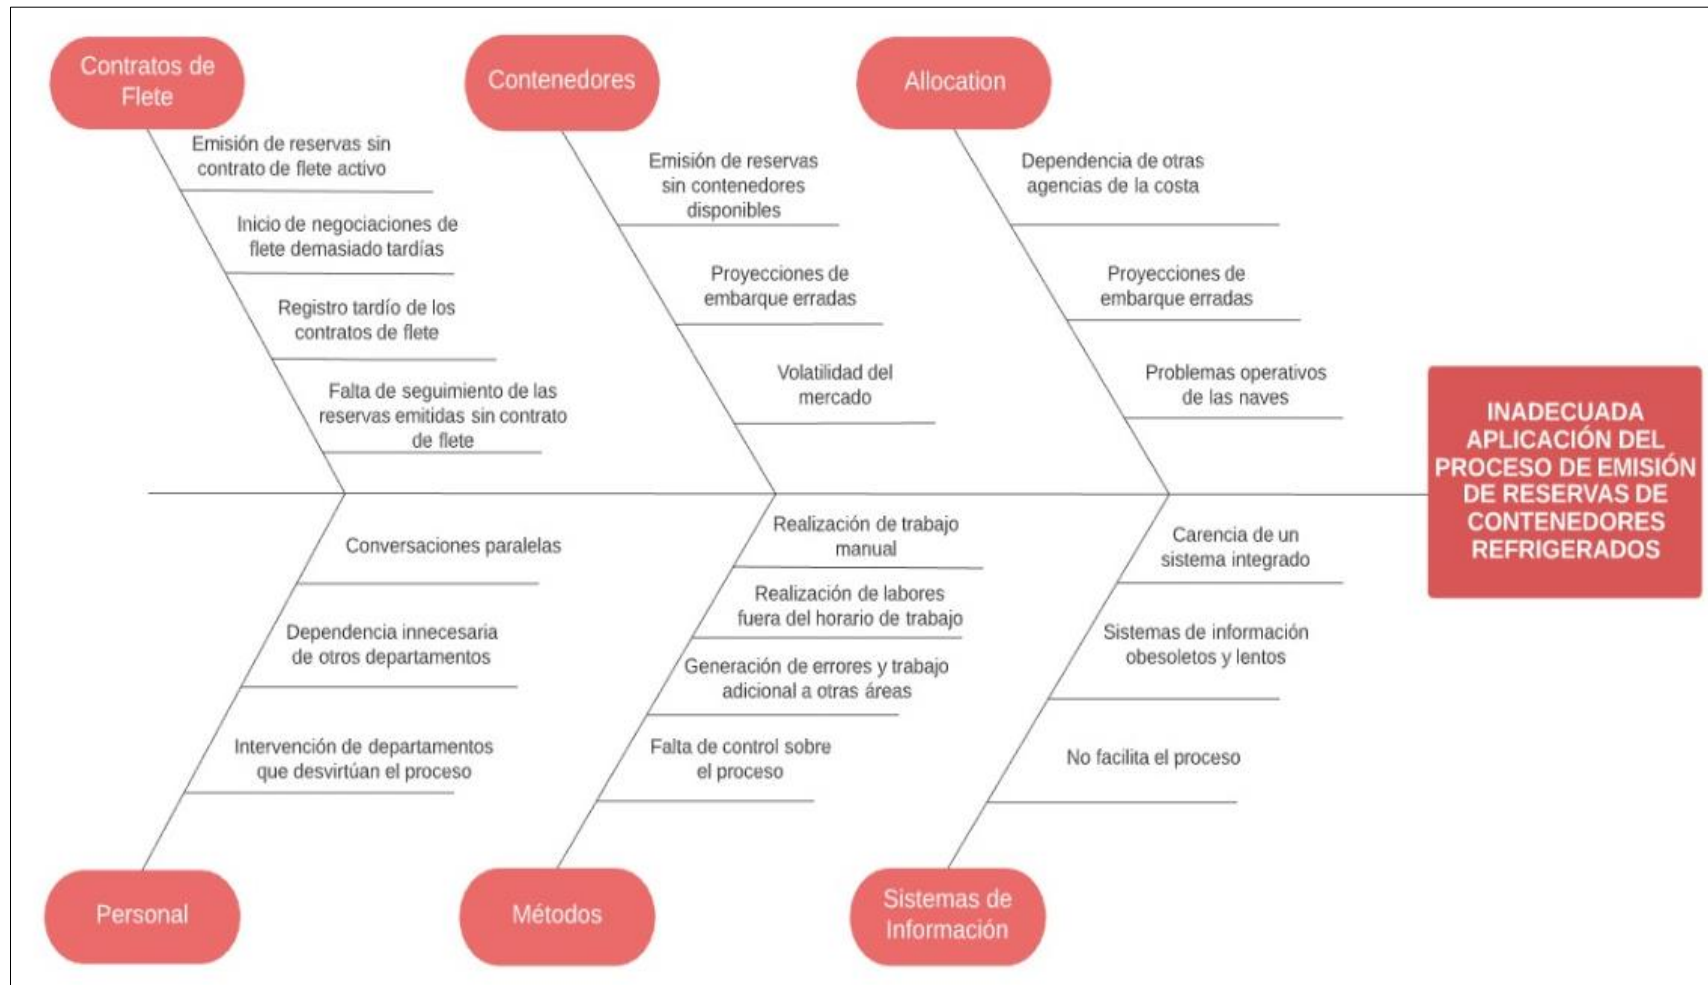 Contratos de
Flete
Emisión de reservas sin
contrato de flete activo
Inicio de negociaciones de
flete demasiado tardías
Registro tardío de los
contratos de flete
Falta de seguimiento de las
reservas emitidas sin contrato
de flete
Contenedores
Emisión de reservas
sin contenedores
disponibles
Proyecciones de
embarque erradas
Volatilidad del
mercado
Allocation
Dependencia de otras
agencias de la costa
Proyecciones de
embarque erradas
Problemas operativos
de las naves
INADECUADA
APLICACIÓN DEL
PROCESO DE EMISIÓN
DE RESERVAS DE
CONTENEDORES
REFRIGERADOS
Conversaciones paralelas
Dependencia innecesaria
de otros departamentos
Intervención de departamentos
que desvirtúan el proceso
Personal
Realización de trabajo
manual
Realización de labores
fuera del horario de trabajo
Generación de errores y trabajo
adicional a otras áreas
Falta de control sobre
el proceso
Métodos
Carencia de un
sistema integrado
Sistemas de información
obesoletos y lentos
No facilita el proceso
Sistemas de
Información